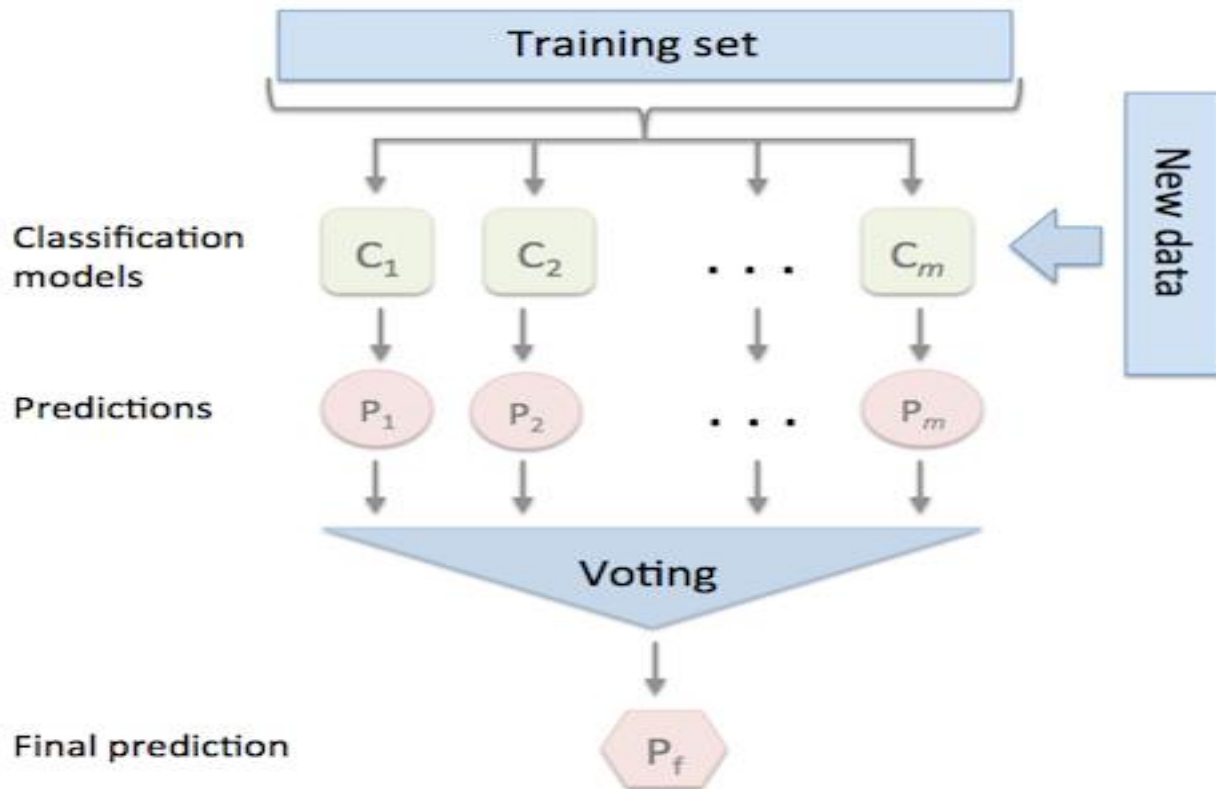 Training set
New data
Classification
models
C1 C2 . . . Cm
Predictions
P1 P2 . . . Pm
Voting
Final prediction
Pf